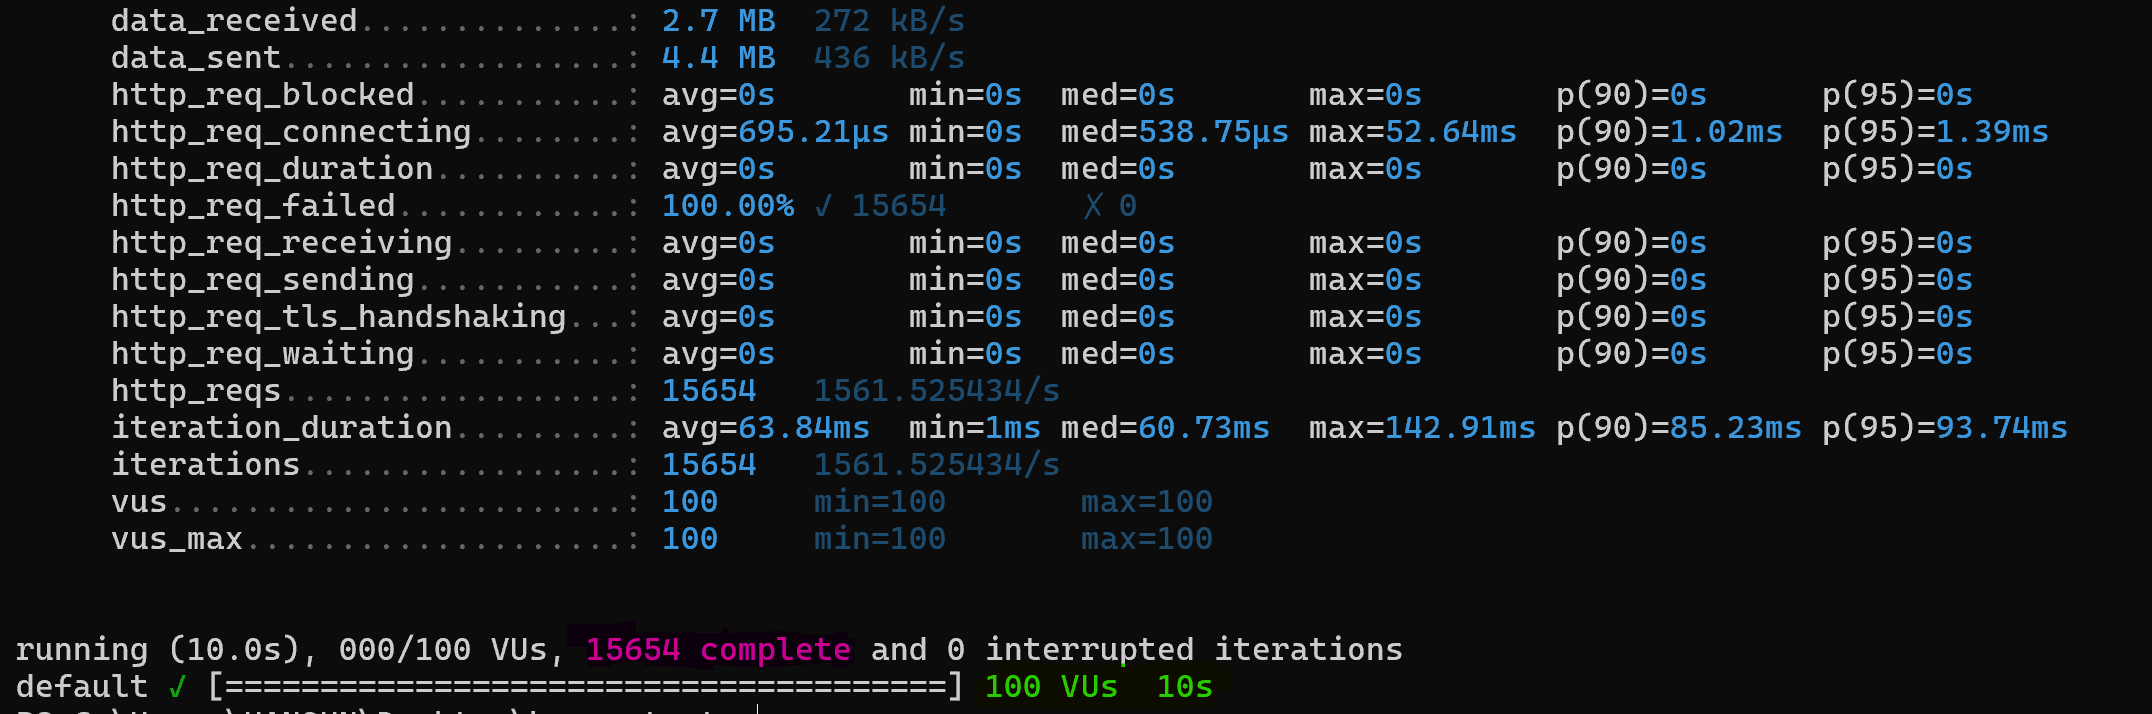 data_received..............: 2.7 MB 272 kB/s
data_sent..................: 4.4 MB 436 kB/s
http_req_blocked...........: avg=0s min=0s med=0s max=0s p(90)=0s p(95)=0s
http_req_connecting........: avg=695.21µs min=0s med=538.75µs max=52.64ms p(90)=1.02ms p(95)=1.39ms
http_req_duration..........: avg=0s min=0s med=0s max=0s p(90)=0s p(95)=0s
http_req_failed............: 100.00% ✓ 15654 ✗ 0
http_req_receiving.........: avg=0s min=0s med=0s max=0s p(90)=0s p(95)=0s
http_req_sending...........: avg=0s min=0s med=0s max=0s p(90)=0s p(95)=0s
http_req_tls_handshaking...: avg=0s min=0s med=0s max=0s p(90)=0s p(95)=0s
http_req_waiting...........: avg=0s min=0s med=0s max=0s p(90)=0s p(95)=0s
http_reqs..................: 15654 1561.525434/s
iteration_duration.........: avg=63.84ms min=1ms med=60.73ms max=142.91ms p(90)=85.23ms p(95)=93.74ms
iterations.................: 15654 1561.525434/s
vus........................: 100 min=100 max=100
vus_max....................: 100 min=100 max=100
running (10.0s), 000/100 VUs, 15654 complete and 0 interrupted iterations
default ✓ [======================================] 100 VUs 10s